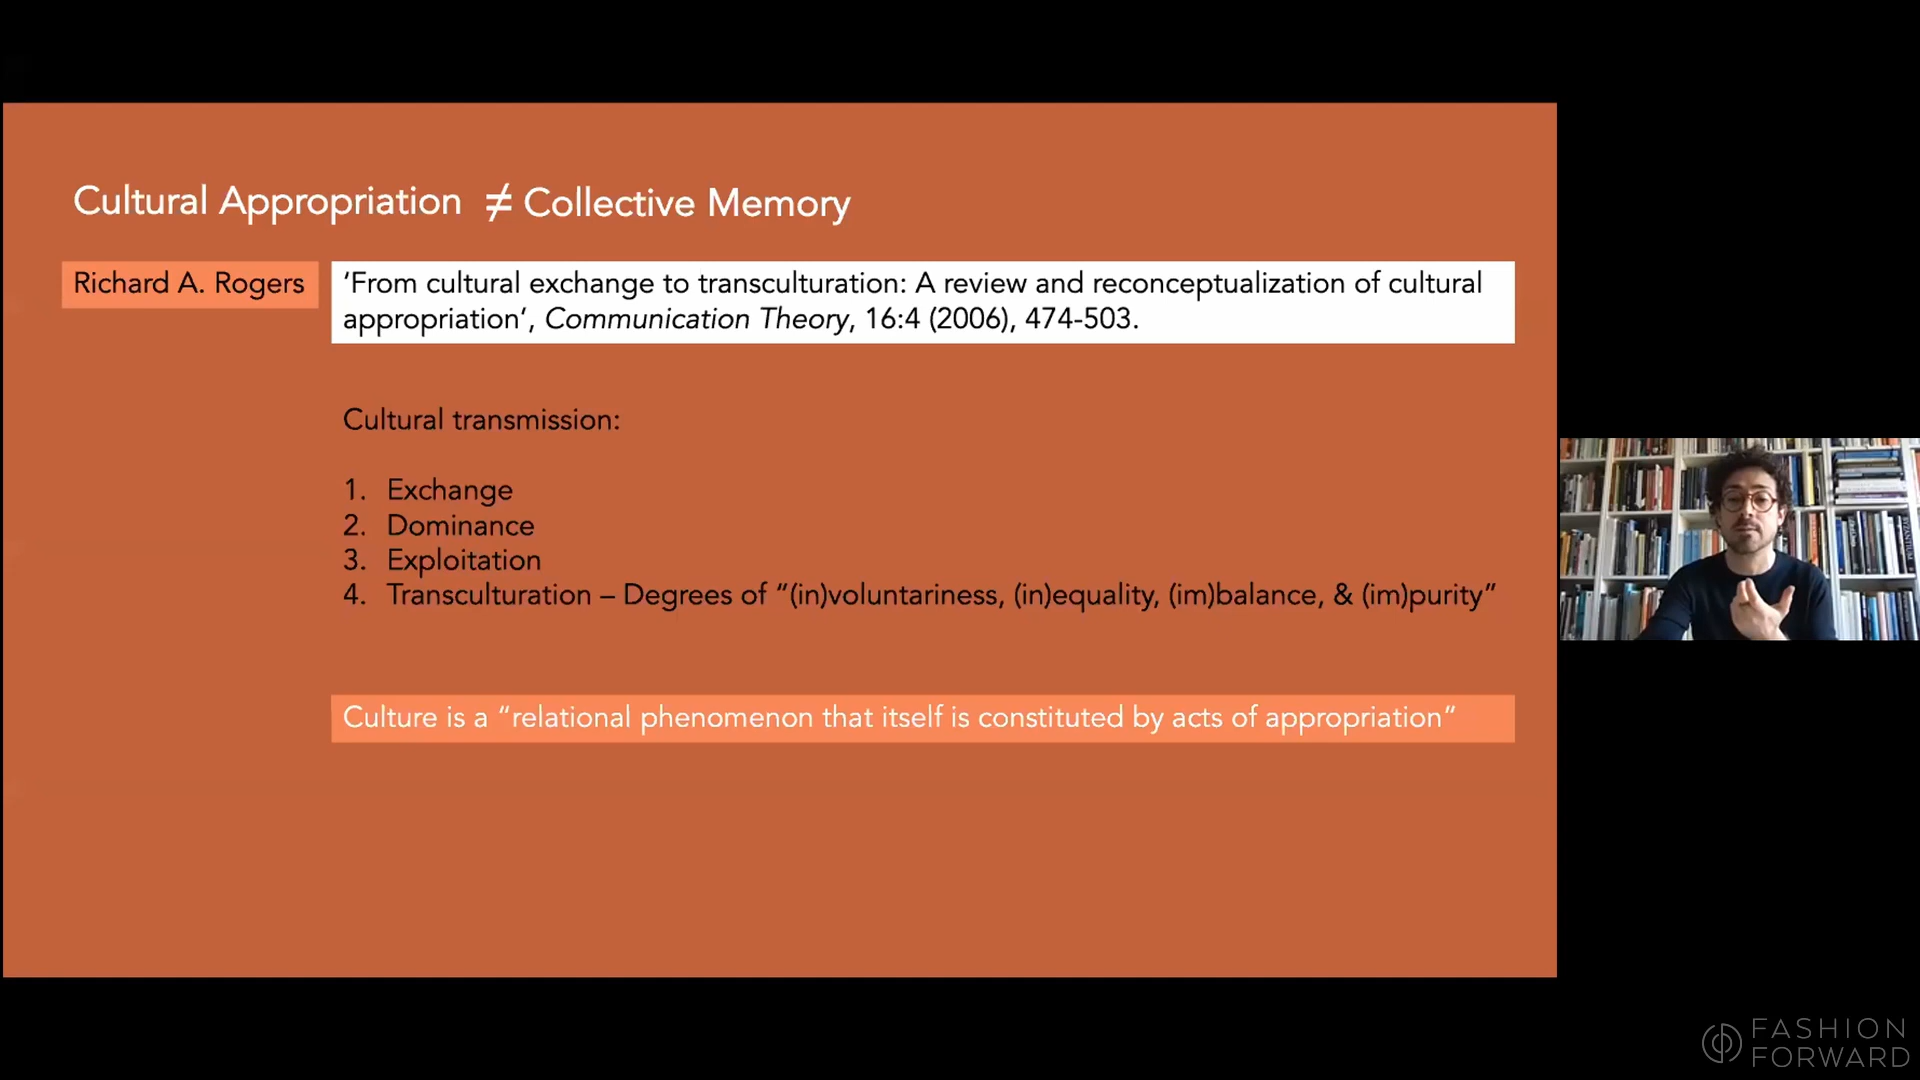 Cultural Appropriation ≠ Collective Memory
Richard A. Rogers
‘From cultural exchange to transculturation: A review and reconceptualization of cultural
appropriation’, Communication Theory, 16:4 (2006), 474-503.
Cultural transmission:
1. Exchange
2. Dominance
3. Exploitation
4. Transculturation – Degrees of “(in)voluntariness, (in)equality, (im)balance, & (im)purity”
Culture is a “relational phenomenon that itself is constituted by acts of appropriation”
FASHION
FORWARD